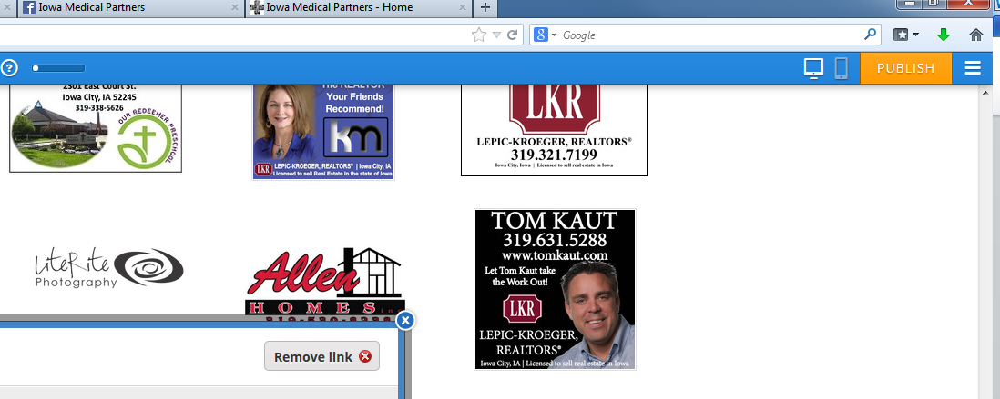 Iowa Medical Partners
Iowa Medical Partners - Home
Google
PUBLISH
2301 East Court St.
Iowa City, IA 52245
319-338-5626
OUR REDEEMER PRESCHOOL
The REALTOR
Your Friends
Recommend!
km
LKR
LEPIC-KROEGER, REALTORS® | Iowa City, IA
Licensed to sell Real Estate in the state of Iowa
LKR
LEPIC-KROEGER, REALTORS®
319.321.7199
Iowa City, Iowa | Licensed to sell real estate in Iowa
LiteRite
Photography
Allen
HOMES inc
TOM KAUT
319.631.5288
www.tomkaut.com
Let Tom Kaut take
the Work Out!
LKR
LEPIC-KROEGER,
REALTORS®
Iowa City, IA | Licensed to sell real estate in Iowa
Remove link